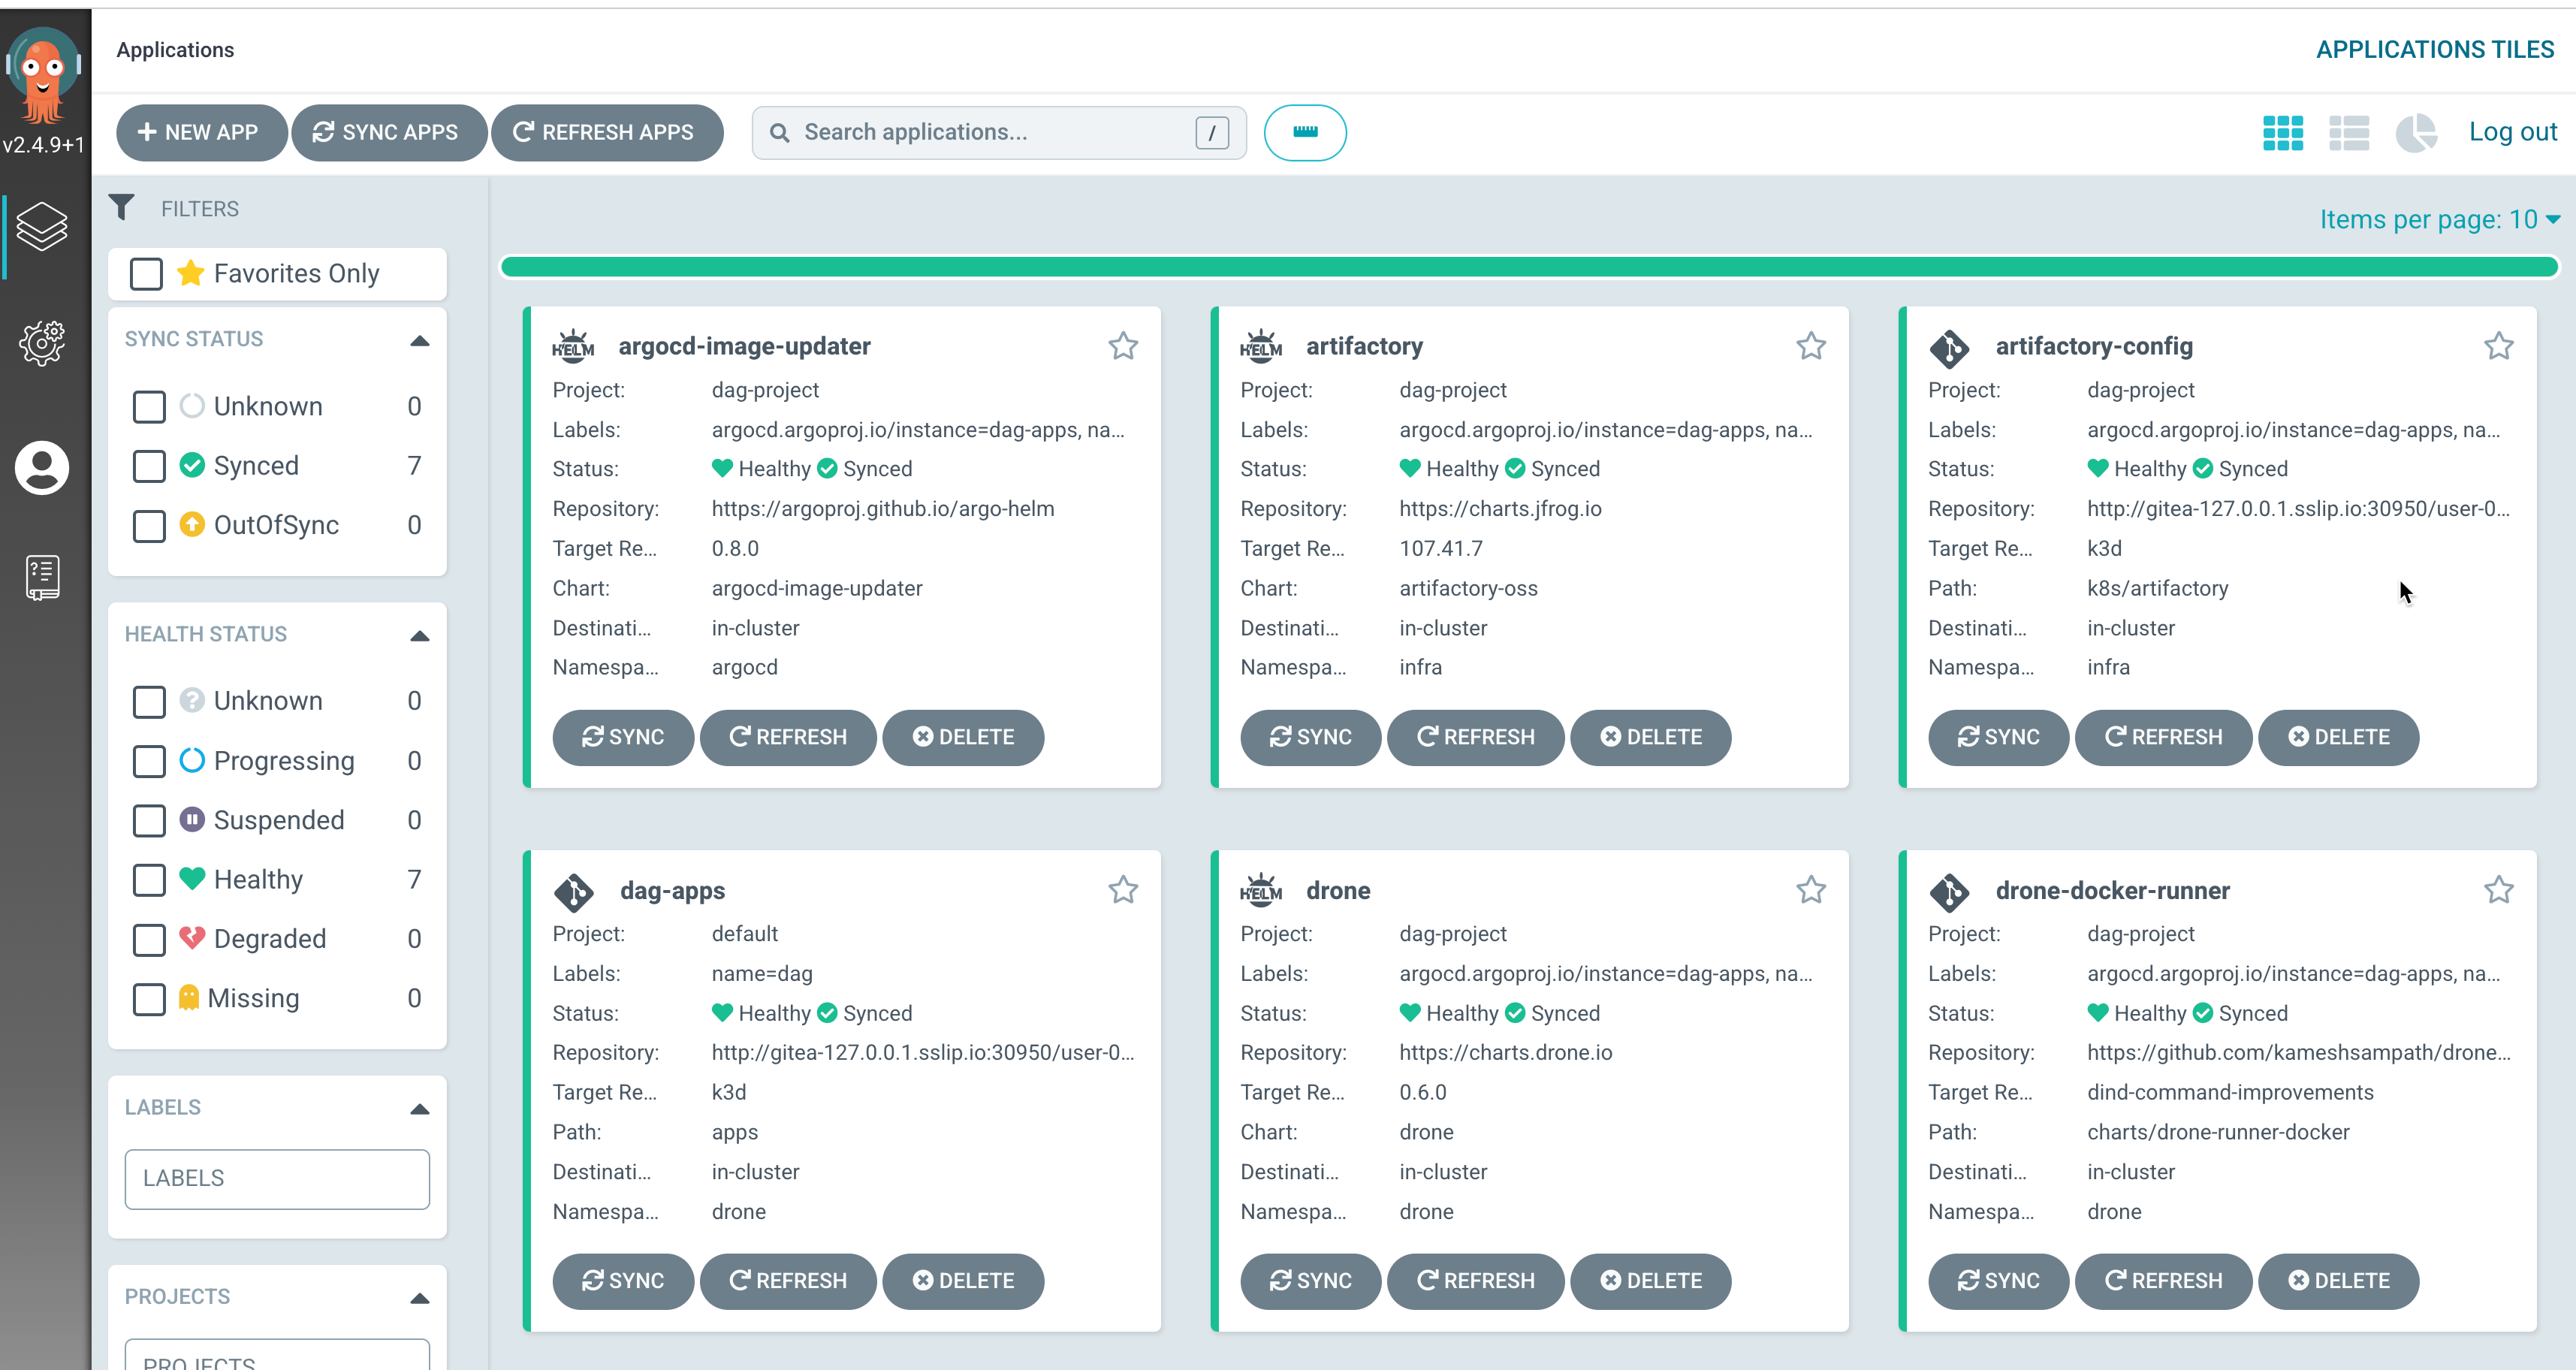 Applications
APPLICATIONS TILES
v2.4.9+1
NEW APP
SYNC APPS
REFRESH APPS
Search applications...
/
Log out
FILTERS
Items per page: 10
Favorites Only
SYNC STATUS
Unknown 0
Synced 7
OutOfSync 0
HEALTH STATUS
Unknown 0
Progressing 0
Suspended 0
Healthy 7
Degraded 0
Missing 0
LABELS
LABELS
PROJECTS
PROJECTS
HELM argocd-image-updater
Project: dag-project
Labels: argocd.argoproj.io/instance=dag-apps, na...
Status: Healthy Synced
Repository: https://argoproj.github.io/argo-helm
Target Re... 0.8.0
Chart: argocd-image-updater
Destinati... in-cluster
Namespa... argocd
SYNC REFRESH DELETE
HELM artifactory
Project: dag-project
Labels: argocd.argoproj.io/instance=dag-apps, na...
Status: Healthy Synced
Repository: https://charts.jfrog.io
Target Re... 107.41.7
Chart: artifactory-oss
Destinati... in-cluster
Namespa... infra
SYNC REFRESH DELETE
artifactory-config
Project: dag-project
Labels: argocd.argoproj.io/instance=dag-apps, na...
Status: Healthy Synced
Repository: http://gitea-127.0.0.1.sslip.io:30950/user-0...
Target Re... k3d
Path: k8s/artifactory
Destinati... in-cluster
Namespa... infra
SYNC REFRESH DELETE
dag-apps
Project: default
Labels: name=dag
Status: Healthy Synced
Repository: http://gitea-127.0.0.1.sslip.io:30950/user-0...
Target Re... k3d
Path: apps
Destinati... in-cluster
Namespa... drone
SYNC REFRESH DELETE
HELM drone
Project: dag-project
Labels: argocd.argoproj.io/instance=dag-apps, na...
Status: Healthy Synced
Repository: https://charts.drone.io
Target Re... 0.6.0
Chart: drone
Destinati... in-cluster
Namespa... drone
SYNC REFRESH DELETE
drone-docker-runner
Project: dag-project
Labels: argocd.argoproj.io/instance=dag-apps, na...
Status: Healthy Synced
Repository: https://github.com/kameshsampath/drone...
Target Re... dind-command-improvements
Path: charts/drone-runner-docker
Destinati... in-cluster
Namespa... drone
SYNC REFRESH DELETE